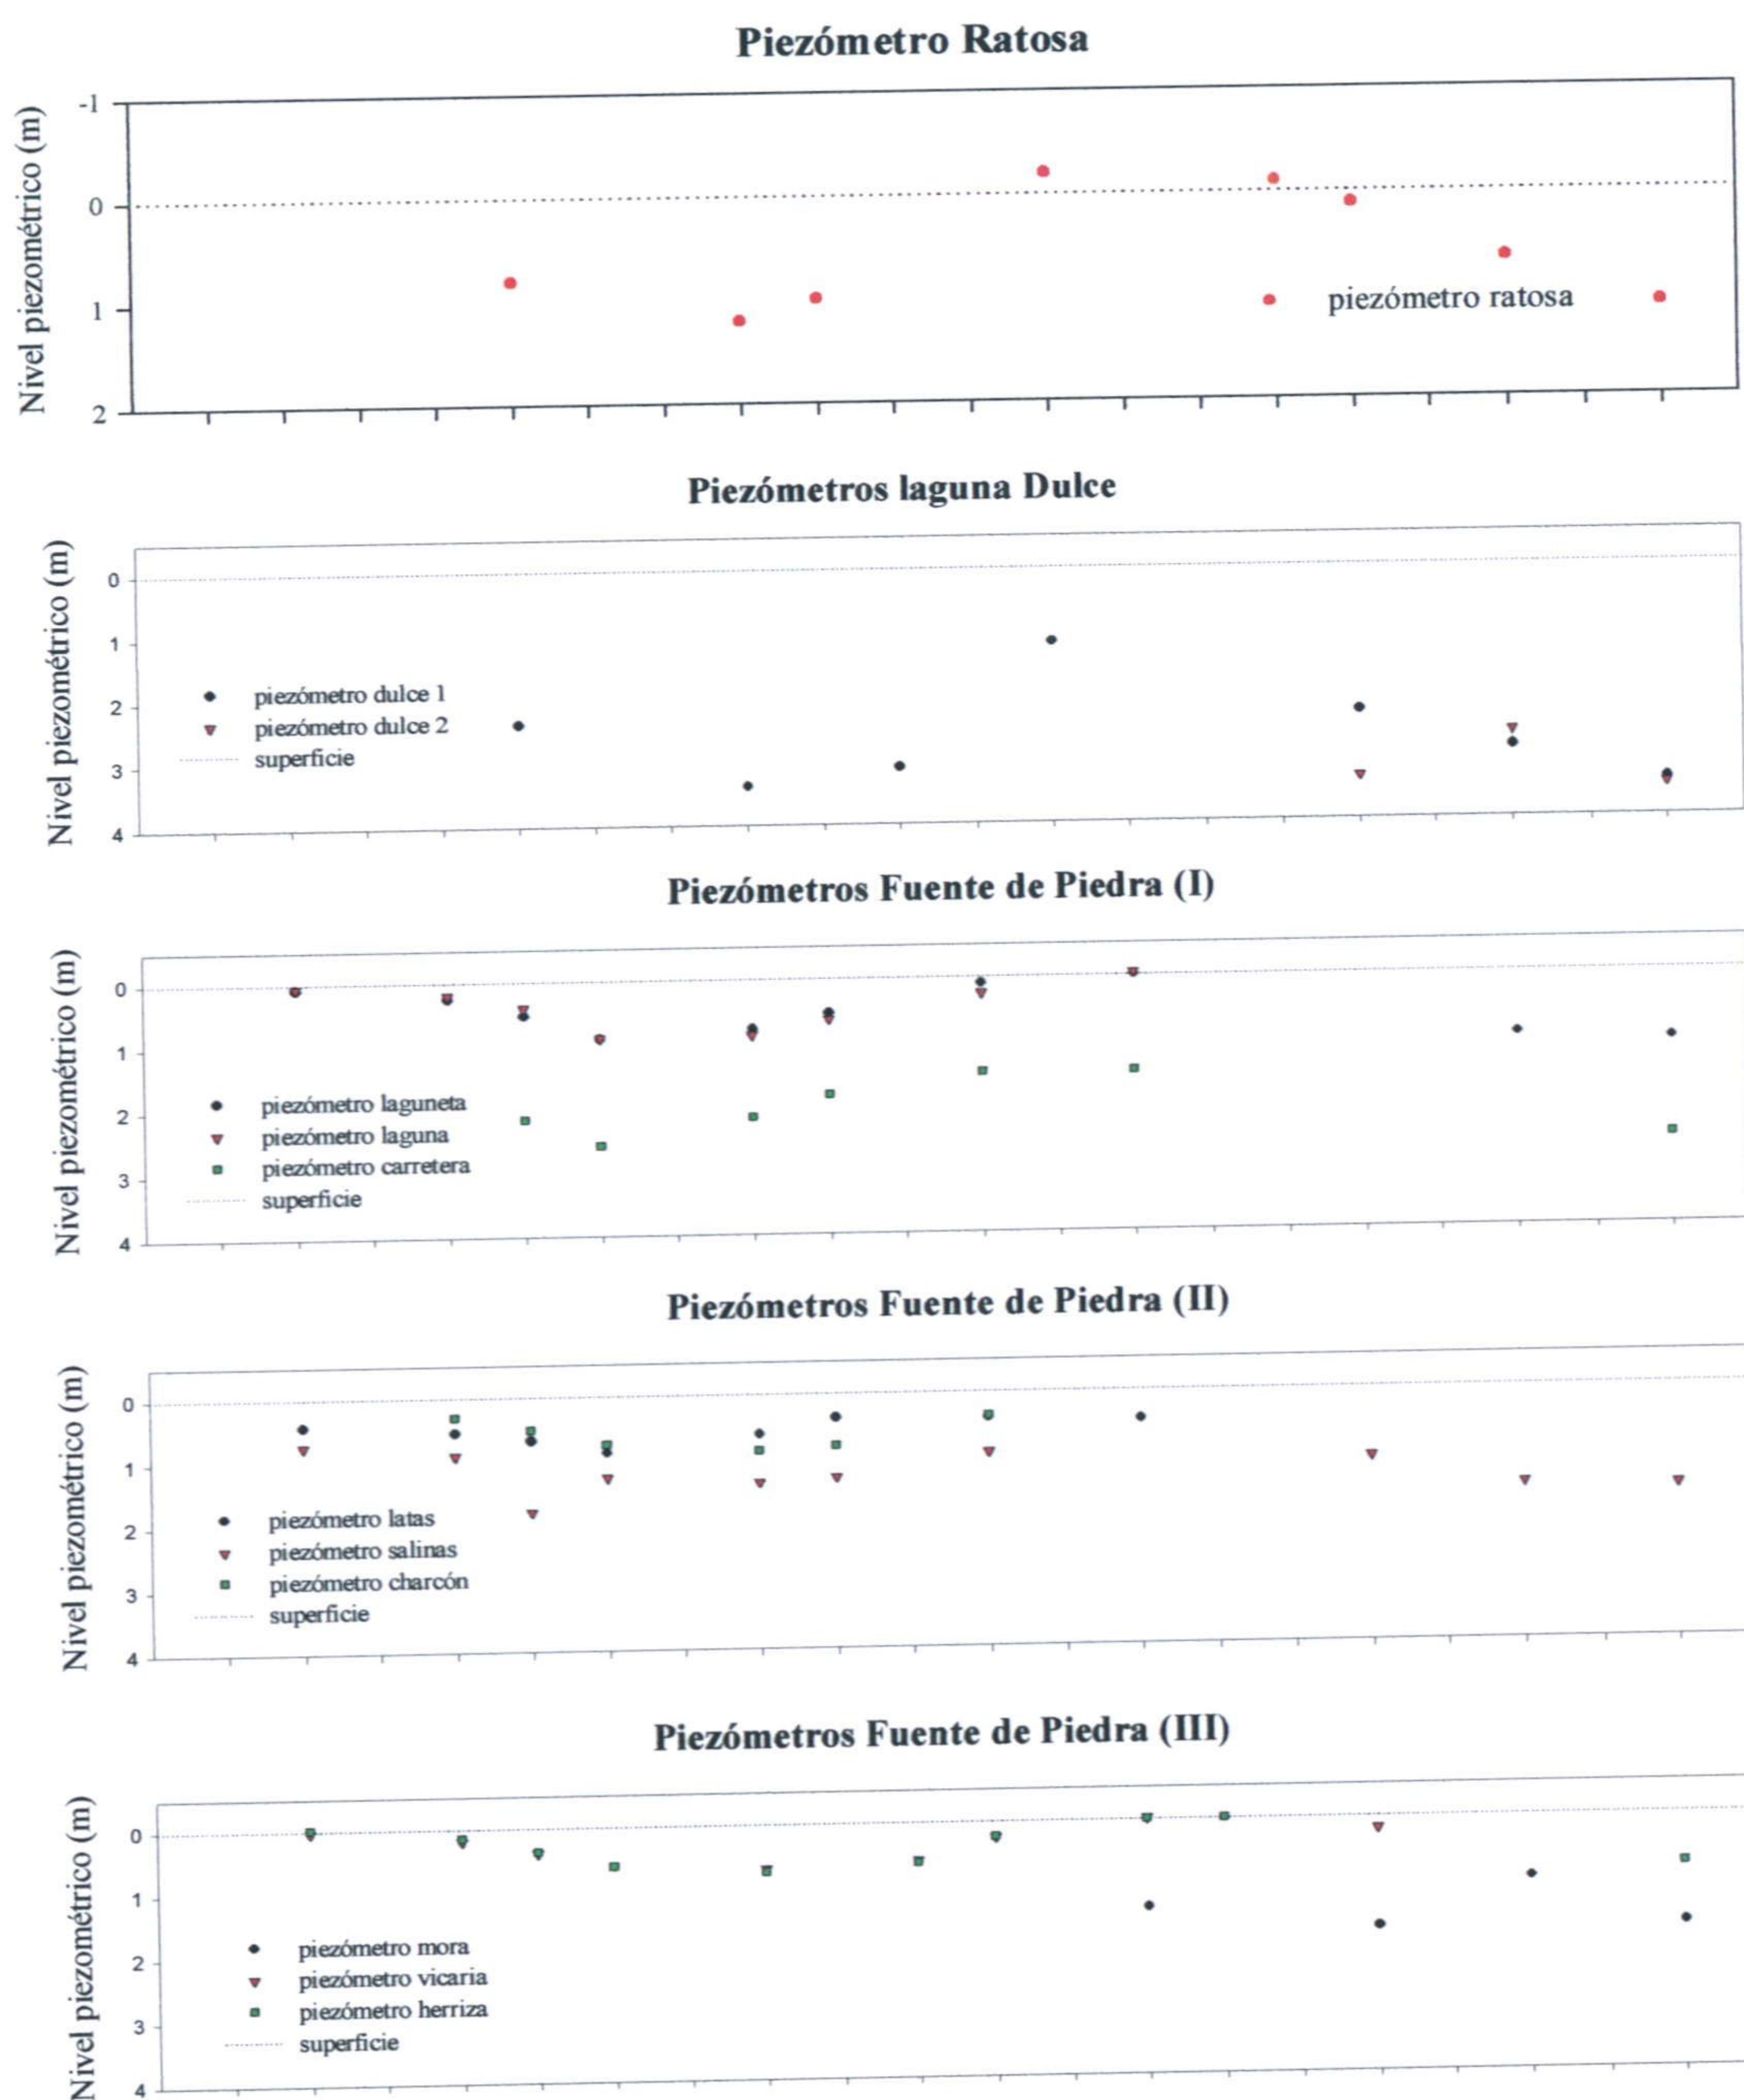 Piezómetro Ratosa
Nivel piezométrico (m)
-1
0
1
2
piezómetro ratosa
Piezómetros laguna Dulce
Nivel piezométrico (m)
0
1
2
3
4
piezómetro dulce 1
piezómetro dulce 2
superficie
Piezómetros Fuente de Piedra (I)
Nivel piezométrico (m)
0
1
2
3
4
piezómetro laguneta
piezómetro laguna
piezómetro carretera
superficie
Piezómetros Fuente de Piedra (II)
Nivel piezométrico (m)
0
1
2
3
4
piezómetro latas
piezómetro salinas
piezómetro charcón
superficie
Piezómetros Fuente de Piedra (III)
Nivel piezométrico (m)
0
1
2
3
4
piezómetro mora
piezómetro vicaria
piezómetro herriza
superficie